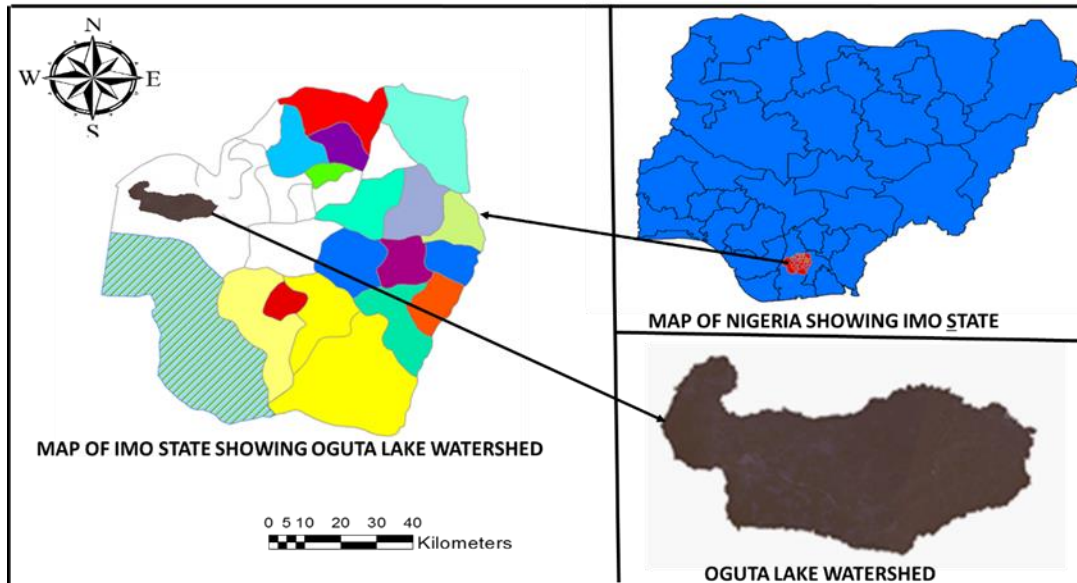 N
W E
S
MAP OF IMO STATE SHOWING OGUTA LAKE WATERSHED
0 5 10 20 30 40
Kilometers
MAP OF NIGERIA SHOWING IMO STATE
OGUTA LAKE WATERSHED